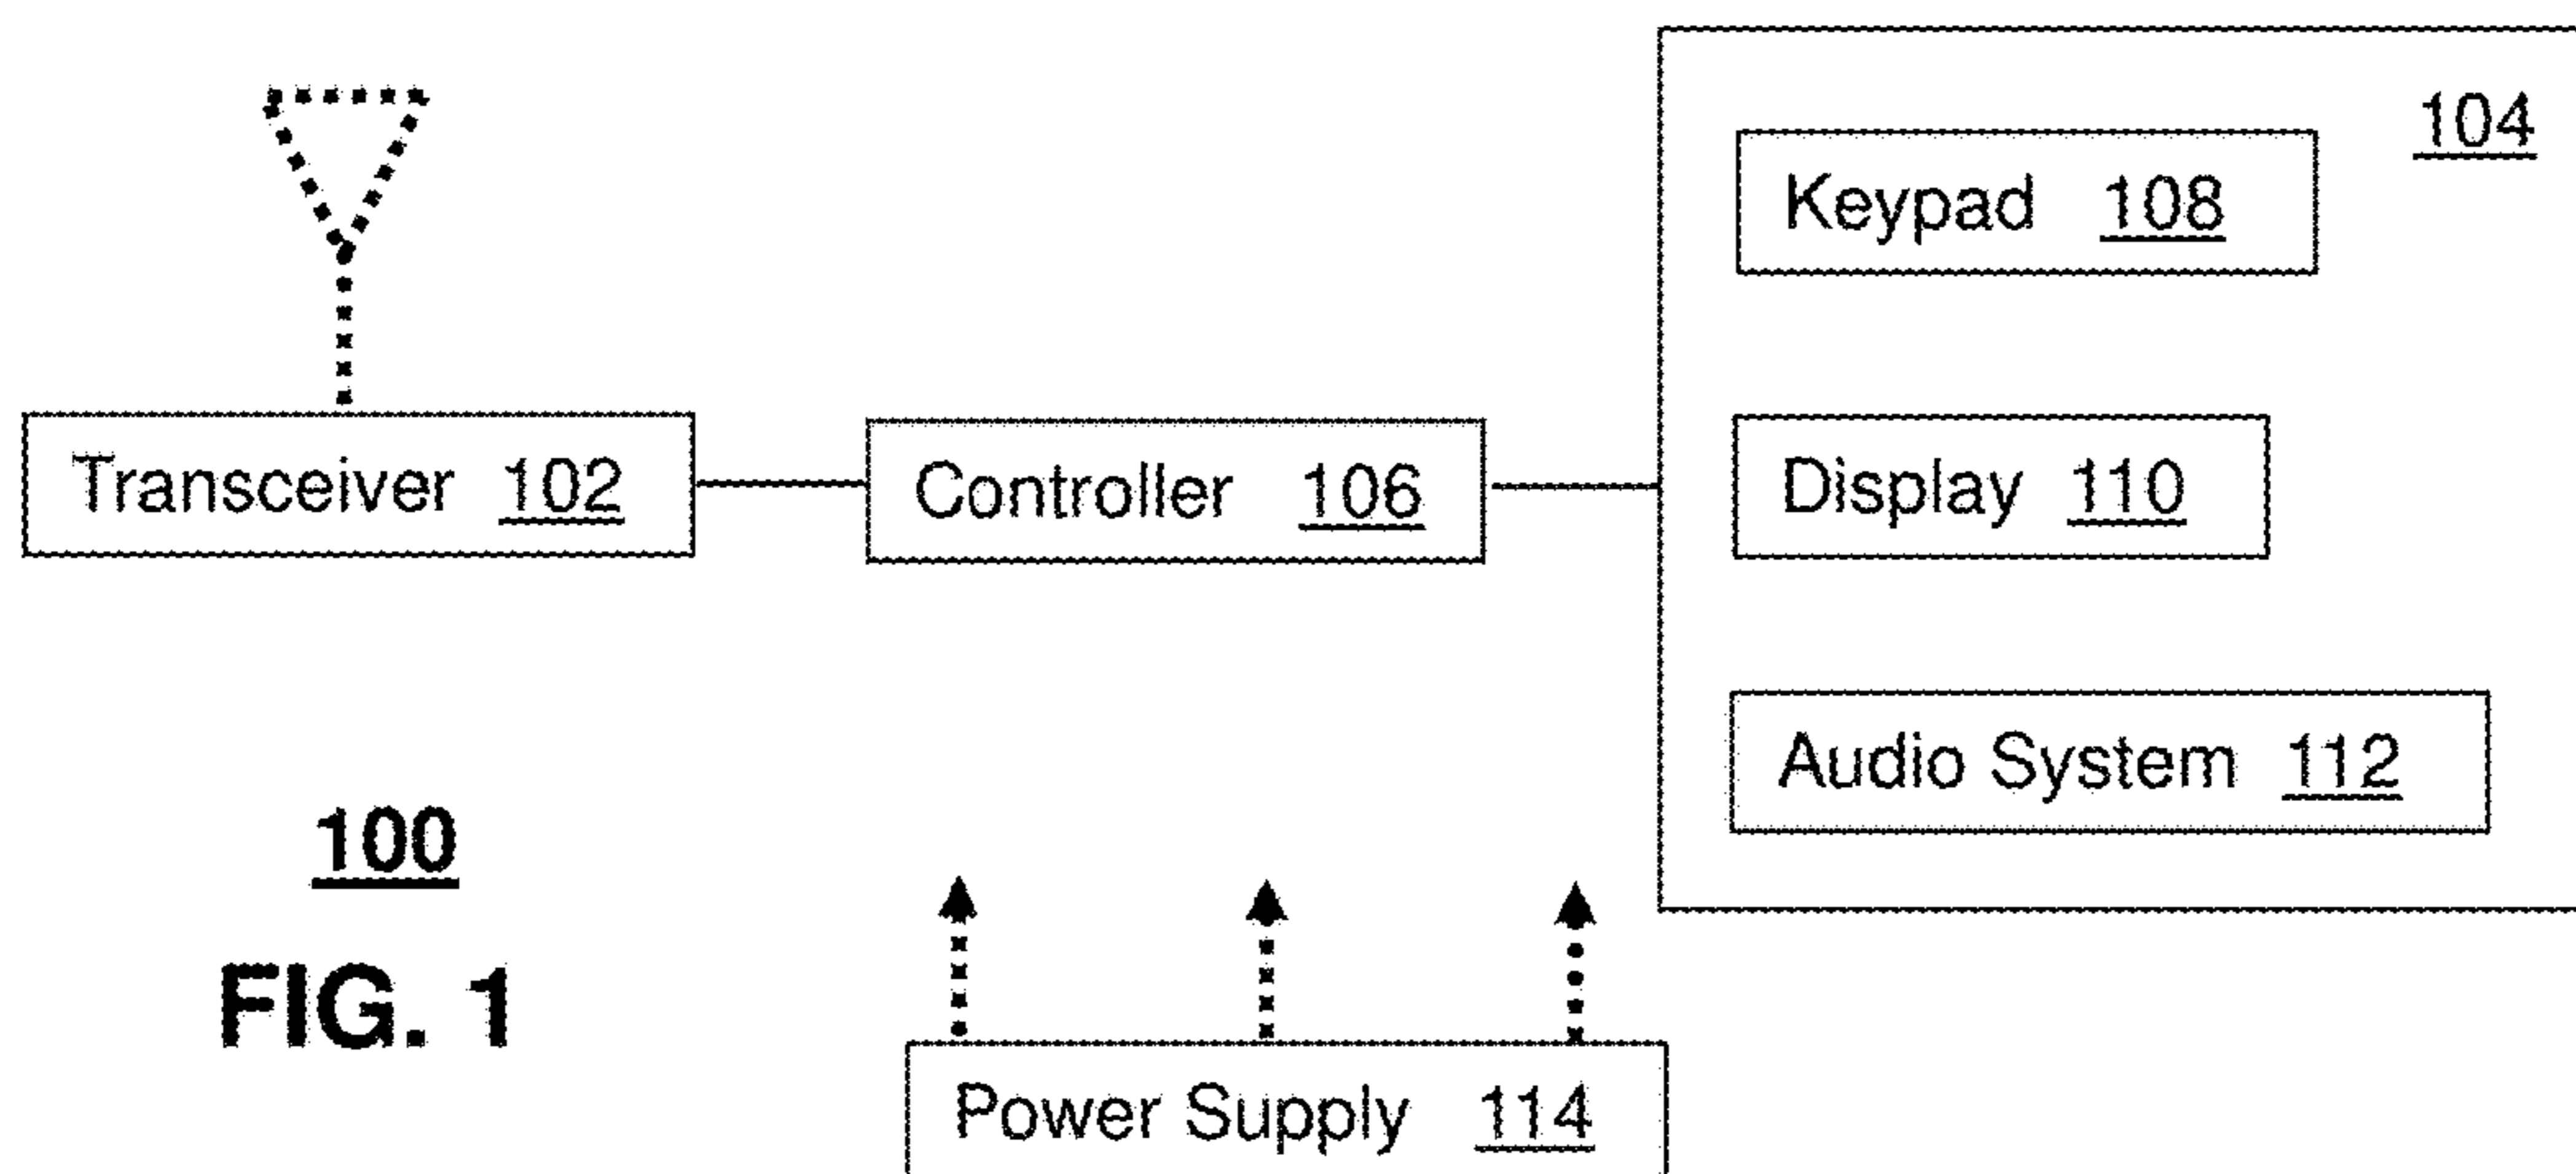 104
Keypad 108
Transceiver 102
Controller 106
Display 110
Audio System 112
100
FIG. 1
Power Supply 114